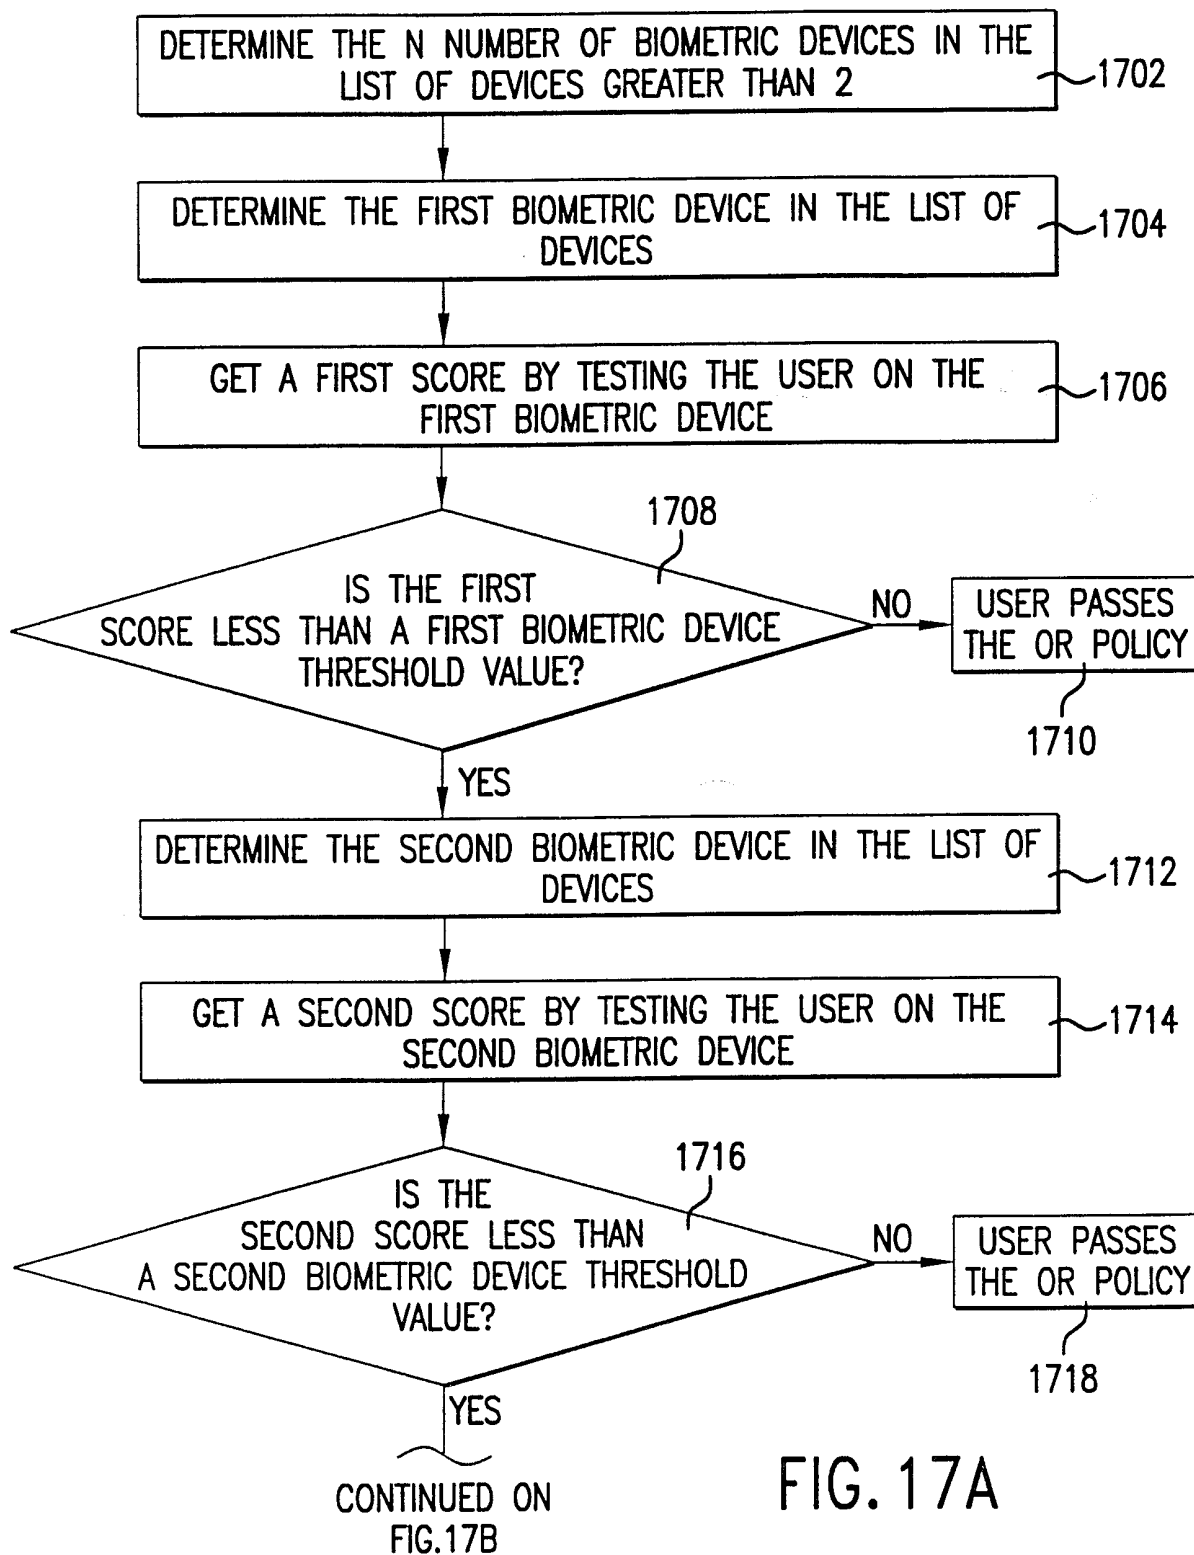 DETERMINE THE N NUMBER OF BIOMETRIC DEVICES IN THE
LIST OF DEVICES GREATER THAN 2
1702
DETERMINE THE FIRST BIOMETRIC DEVICE IN THE LIST OF
DEVICES
1704
GET A FIRST SCORE BY TESTING THE USER ON THE
FIRST BIOMETRIC DEVICE
1706
1708
IS THE FIRST
SCORE LESS THAN A FIRST BIOMETRIC DEVICE
THRESHOLD VALUE?
NO
USER PASSES
THE OR POLICY
1710
YES
DETERMINE THE SECOND BIOMETRIC DEVICE IN THE LIST OF
DEVICES
1712
GET A SECOND SCORE BY TESTING THE USER ON THE
SECOND BIOMETRIC DEVICE
1714
1716
IS THE
SECOND SCORE LESS THAN
A SECOND BIOMETRIC DEVICE THRESHOLD
VALUE?
NO
USER PASSES
THE OR POLICY
1718
YES
CONTINUED ON
FIG.17B
FIG. 17A